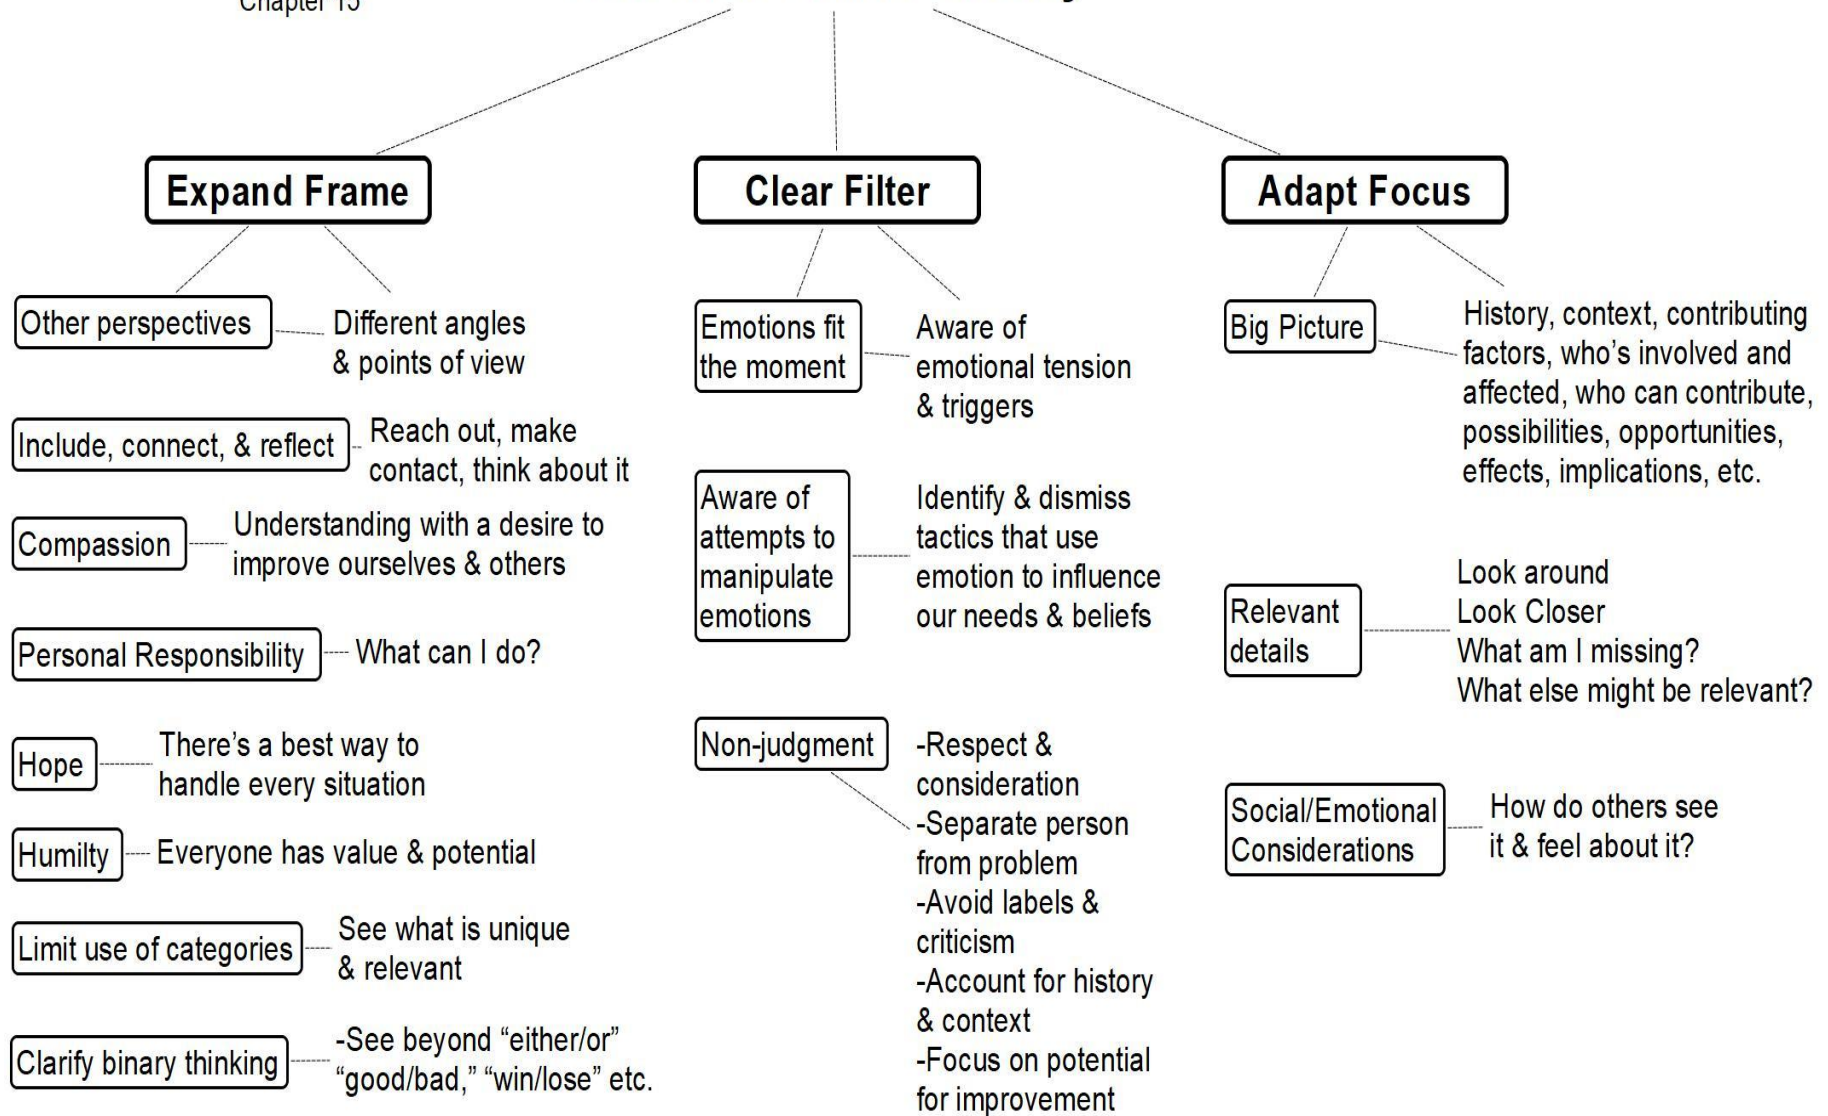 Chapter 15
Expand Frame
Other perspectives
Different angles
& points of view
Include, connect, & reflect
Reach out, make
contact, think about it
Compassion
Understanding with a desire to
improve ourselves & others
Personal Responsibility
What can I do?
Hope
There's a best way to
handle every situation
Humilty
Everyone has value & potential
Limit use of categories
See what is unique
& relevant
Clarify binary thinking
-See beyond “either/or”
“good/bad,” “win/lose” etc.
Clear Filter
Emotions fit
the moment
Aware of
emotional tension
& triggers
Aware of
attempts to
manipulate
emotions
Identify & dismiss
tactics that use
emotion to influence
our needs & beliefs
Non-judgment
-Respect &
consideration
-Separate person
from problem
-Avoid labels &
criticism
-Account for history
& context
-Focus on potential
for improvement
Adapt Focus
Big Picture
History, context, contributing
factors, who's involved and
affected, who can contribute,
possibilities, opportunities,
effects, implications, etc.
Relevant
details
Look around
Look Closer
What am I missing?
What else might be relevant?
Social/Emotional
Considerations
How do others see
it & feel about it?